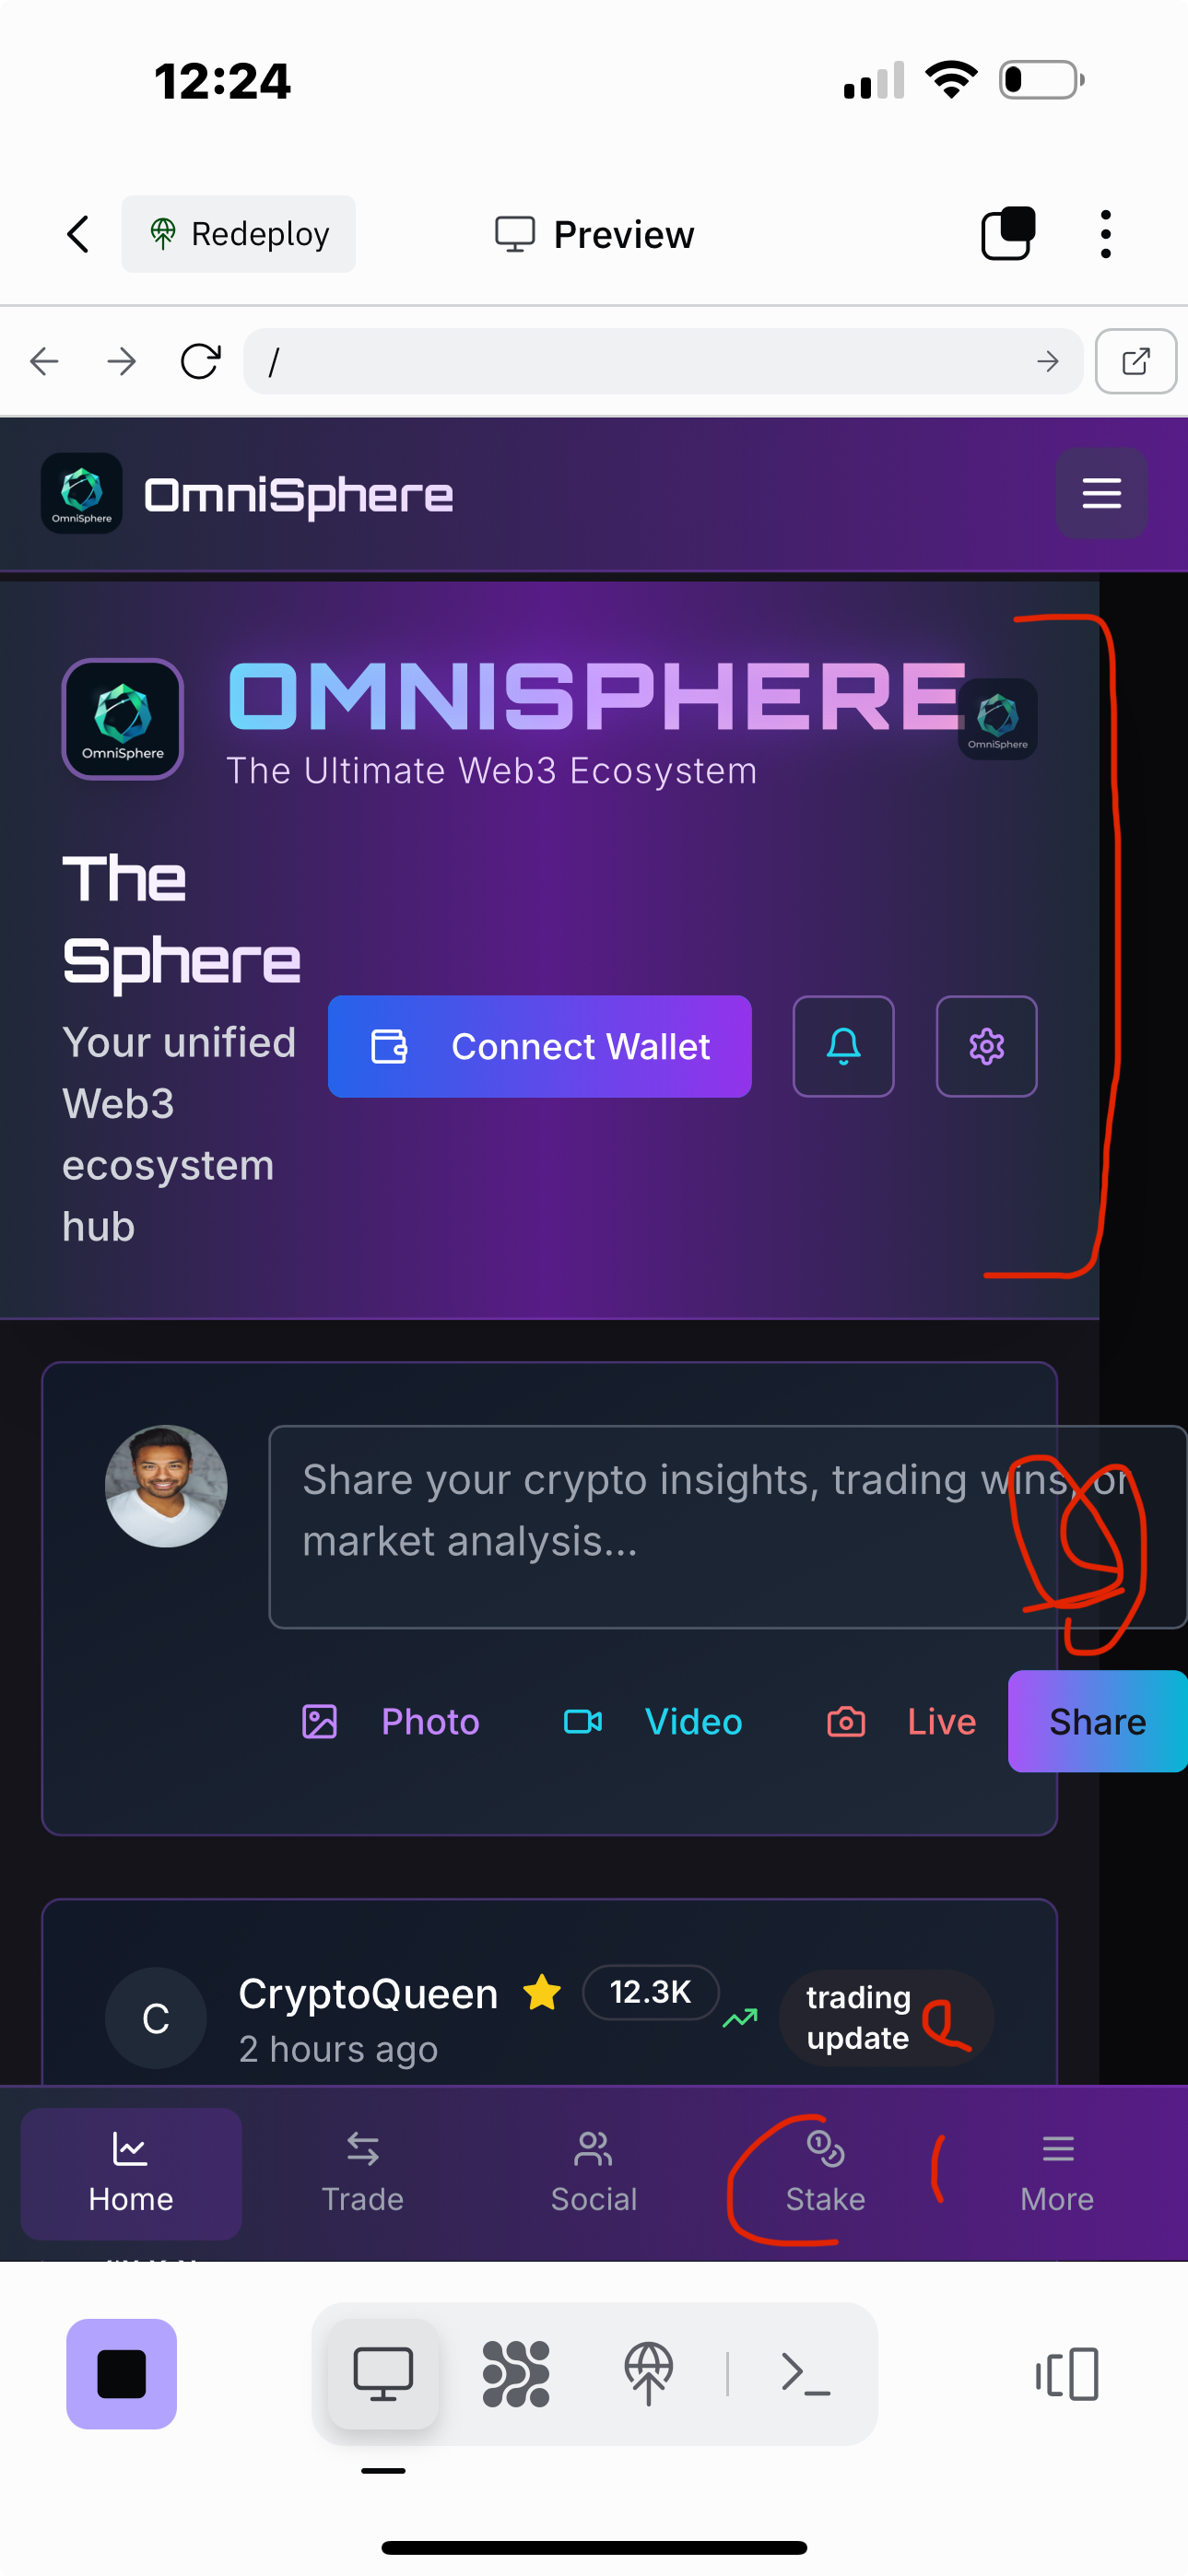 12:24
Redeploy
Preview
/
OmniSphere
OmniSphere
OMNISPHERE
OmniSphere
OmniSphere
The Ultimate Web3 Ecosystem
The
Sphere
Your unified
Web3
ecosystem
hub
Connect Wallet
Share your crypto insights, trading wins, or
market analysis...
Photo
Video
Live
Share
C
CryptoQueen
12.3K
2 hours ago
trading
update
Home
Trade
Social
Stake
More